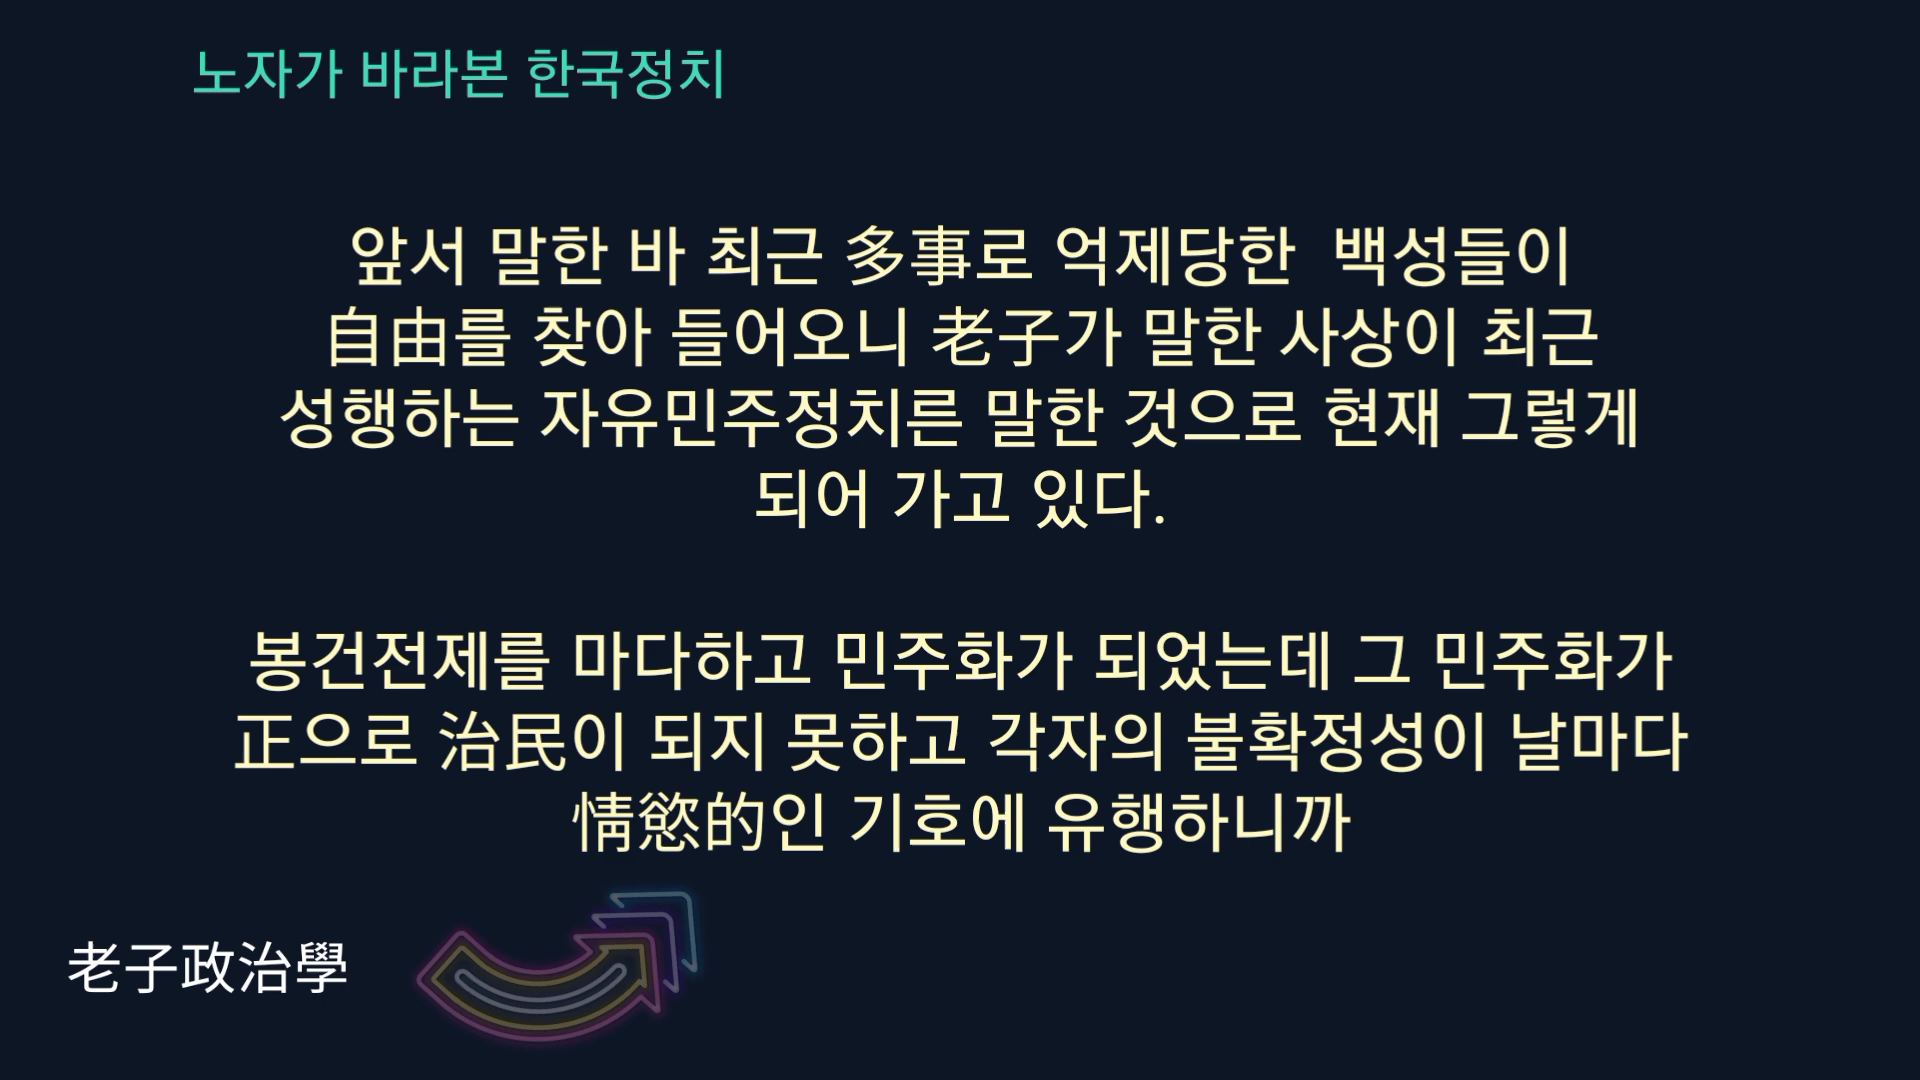 노자가 바라본 한국정치
앞서 말한 바 최근 多事로 억제당한  백성들이
自由를 찾아 들어오니 老子가 말한 사상이 최근
성행하는 자유민주정치른 말한 것으로 현재 그렇게
되어 가고 있다.
봉건전제를 마다하고 민주화가 되었는데 그 민주화가
正으로 治民이 되지 못하고 각자의 불확정성이 날마다
情慾的인 기호에 유행하니까
老子政治學